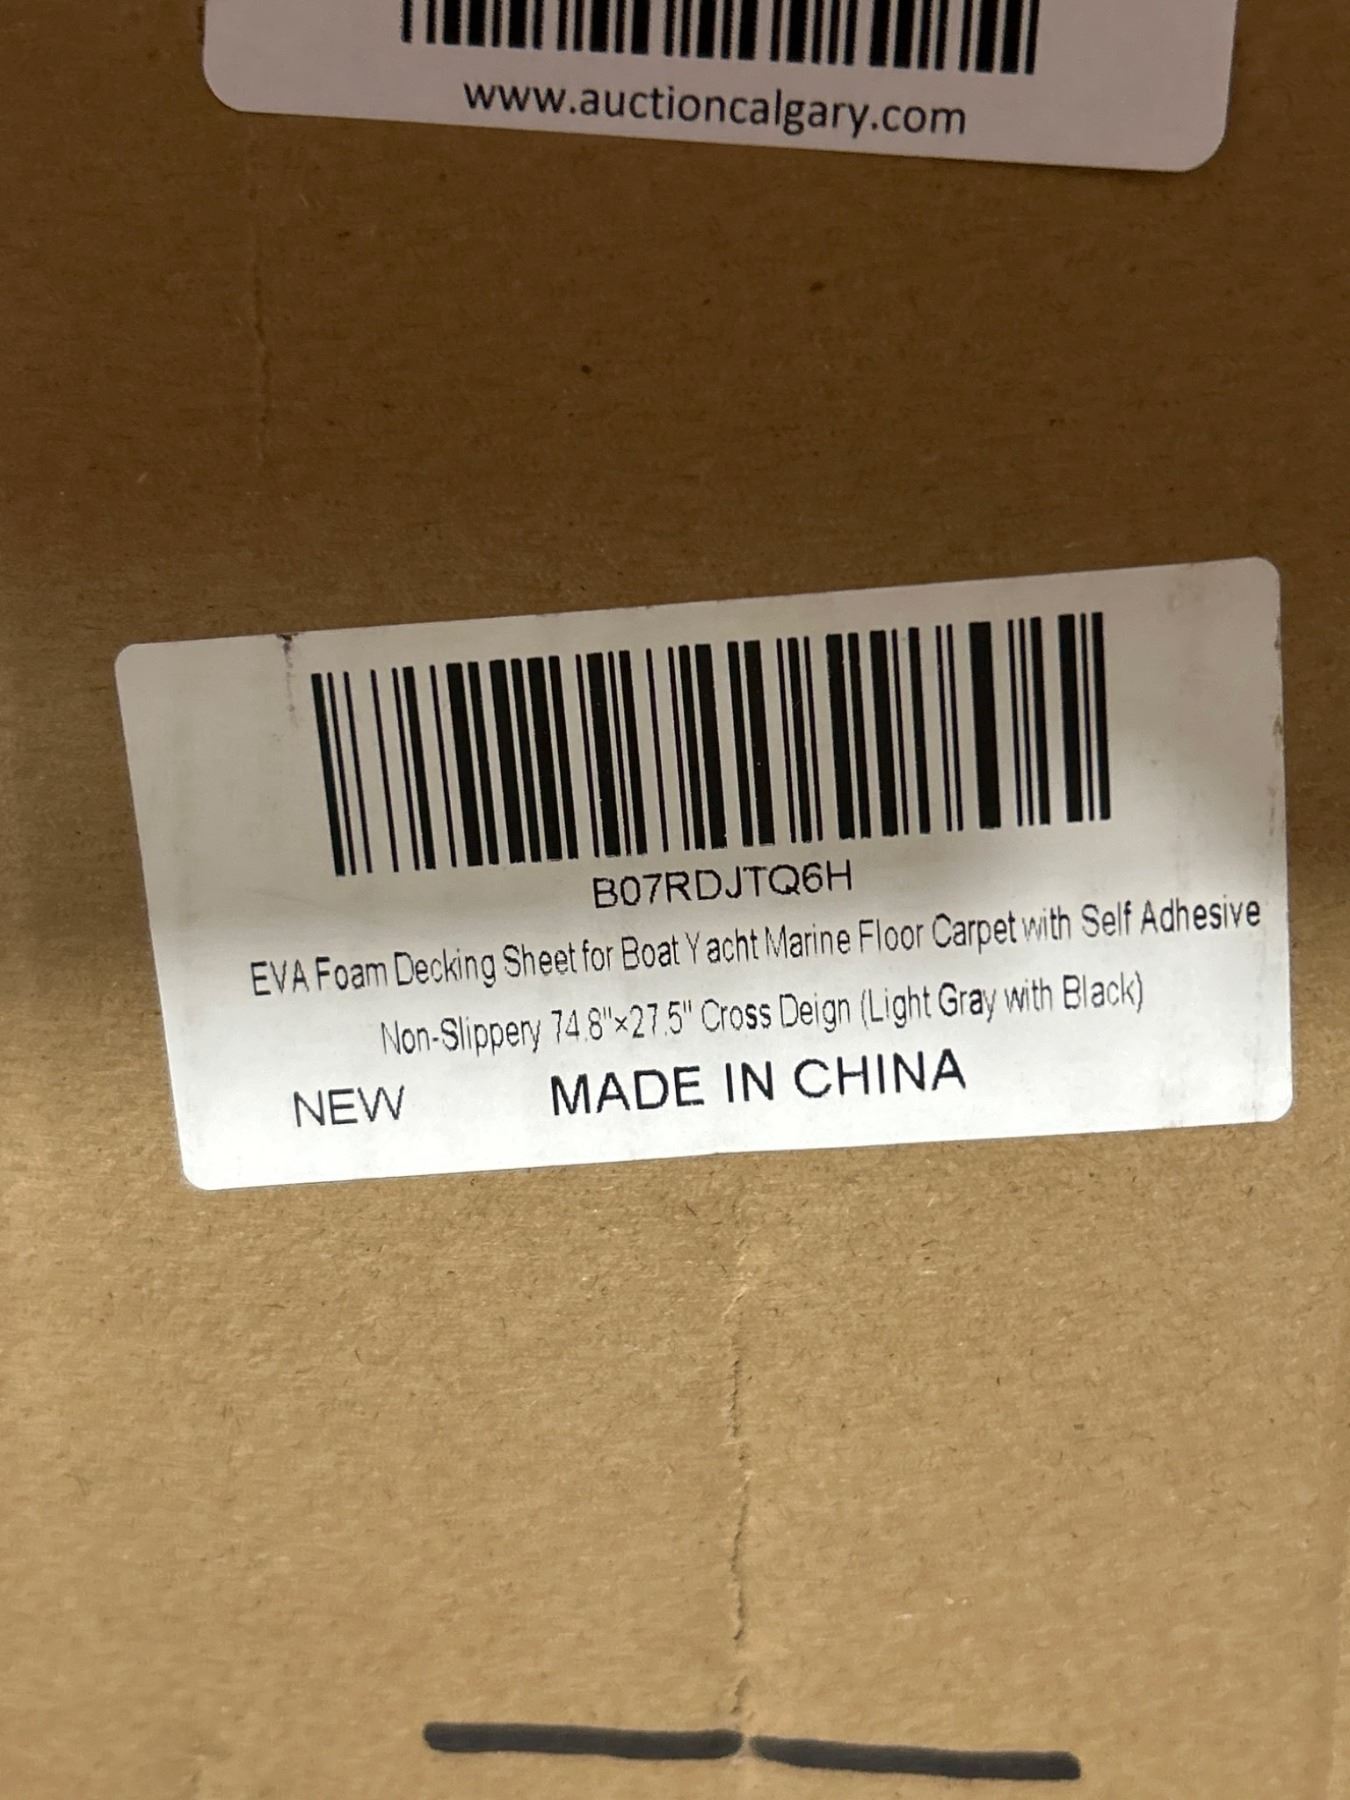 www.auctioncalgary.com
B07RDJTQ6H
EVA Foam Decking Sheet for Boat Yacht Marine Floor Carpet with Self Adhesive
Non-Slippery 74.8"×27.5" Cross Deign (Light Gray with Black)
NEW MADE IN CHINA